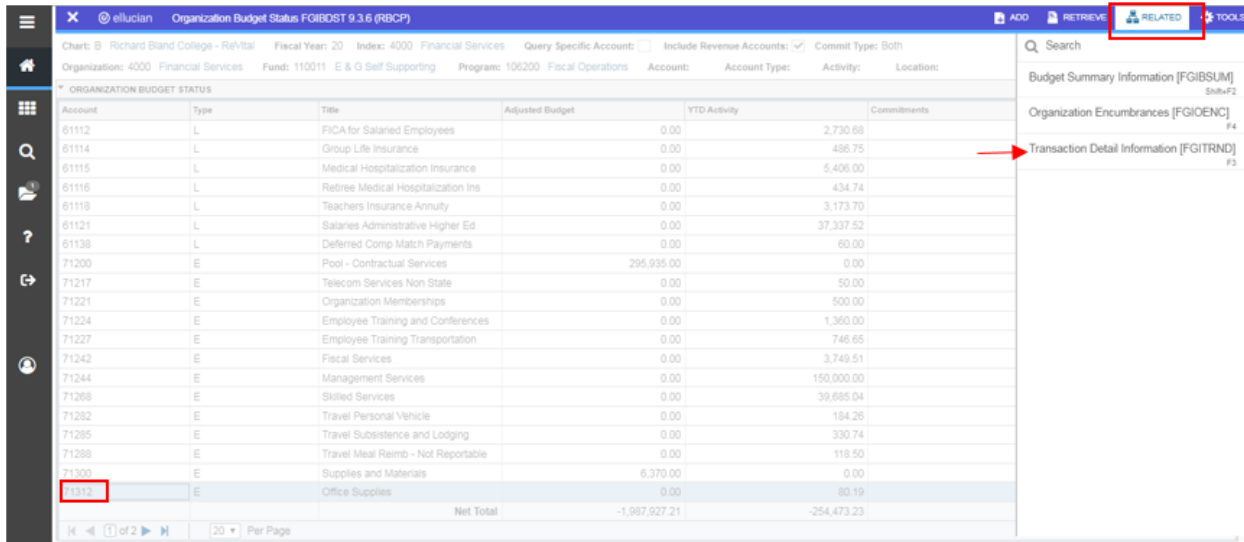 X ellucian Organization Budget Status FGIBDST 9.3.6 (RBCP) ADD RETRIEVE RELATED TOOLS
Chart: B Richard Bland College - ReVital Fiscal Year: 20 Index: 4000 Financial Services Query Specific Account: Include Revenue Accounts: Commit Type: Both
Organization: 4000 Financial Services Fund: 110011 E & G Self Supporting Program: 106200 Fiscal Operations Account: Account Type: Activity: Location:
ORGANIZATION BUDGET STATUS
Account Type Title Adjusted Budget YTD Activity Commitments
61112 L FICA for Salaried Employees 0.00 2,730.68
61114 L Group Life Insurance 0.00 486.75
61115 L Medical Hospitalization Insurance 0.00 5,406.00
61116 L Retiree Medical Hospitalization Ins 0.00 434.74
61118 L Teachers Insurance Annuity 0.00 3,173.70
61121 L Salaries Administrative Higher Ed 0.00 37,337.52
61138 L Deferred Comp Match Payments 0.00 60.00
71200 E Pool - Contractual Services 295,935.00 0.00
71217 E Telecom Services Non State 0.00 50.00
71221 E Organization Memberships 0.00 500.00
71224 E Employee Training and Conferences 0.00 1,360.00
71227 E Employee Training Transportation 0.00 746.65
71242 E Fiscal Services 0.00 3,749.51
71244 E Management Services 0.00 150,000.00
71268 E Skilled Services 0.00 39,685.04
71282 E Travel Personal Vehicle 0.00 184.26
71285 E Travel Subsistence and Lodging 0.00 330.74
71288 E Travel Meal Reimb - Not Reportable 0.00 118.50
71300 E Supplies and Materials 6,370.00 0.00
71312 E Office Supplies 0.00 80.19
Net Total -1,987,927.21 -254,473.23
1 of 2 20 Per Page
Search
Budget Summary Information [FGIBSUM]
Shift+F2
Organization Encumbrances [FGIOENC]
F4
Transaction Detail Information [FGITRND]
F3